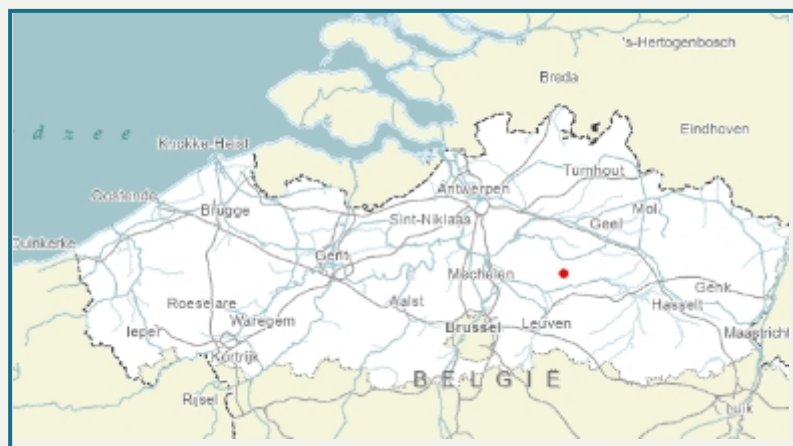 's-Hertogenbosch
Breda
d z e e
Eindhoven
Knokke-Heist
Turnhout
Antwerpen
Oostende
Brugge
Mol
Sint-Niklaas
Geel
Duinkerke
Gent
Mechelen
Genk
Aalst
Hasselt
Roeselare
Waregem
Brussel
Leuven
Ieper
Maastricht
Kortrijk
BELGIË
Rijsel
Luik